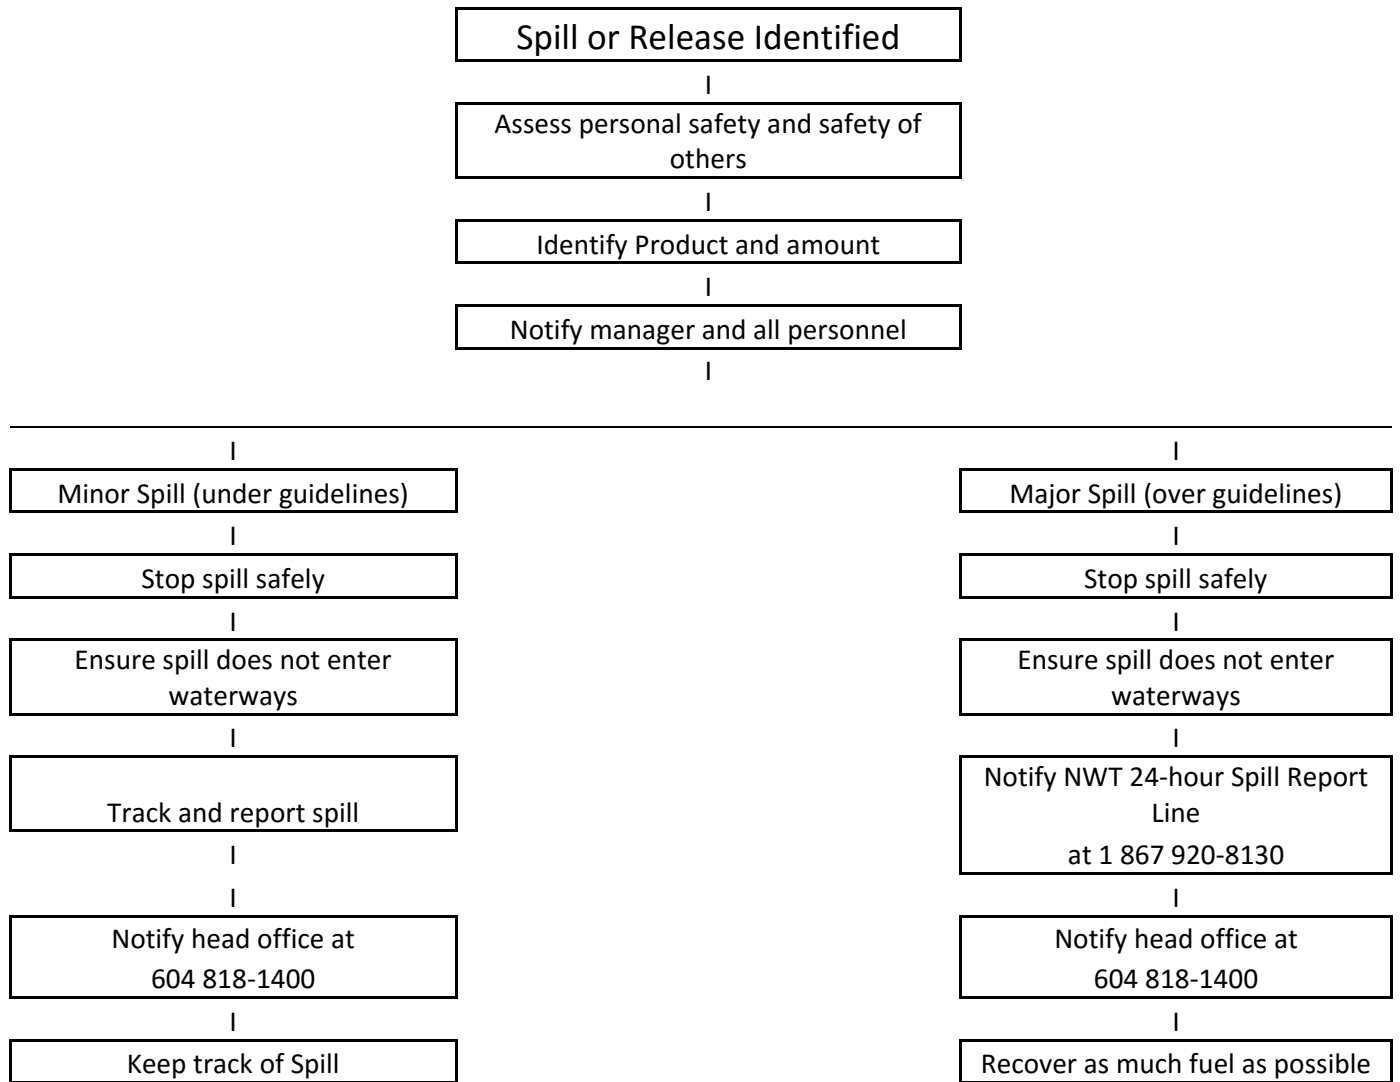 Spill or Release Identified
Assess personal safety and safety of
others
Identify Product and amount
Notify manager and all personnel
Minor Spill (under guidelines)
Stop spill safely
Ensure spill does not enter
waterways
Track and report spill
Notify head office at
604 818-1400
Keep track of Spill
Major Spill (over guidelines)
Stop spill safely
Ensure spill does not enter
waterways
Notify NWT 24-hour Spill Report
Line
at 1 867 920-8130
Notify head office at
604 818-1400
Recover as much fuel as possible